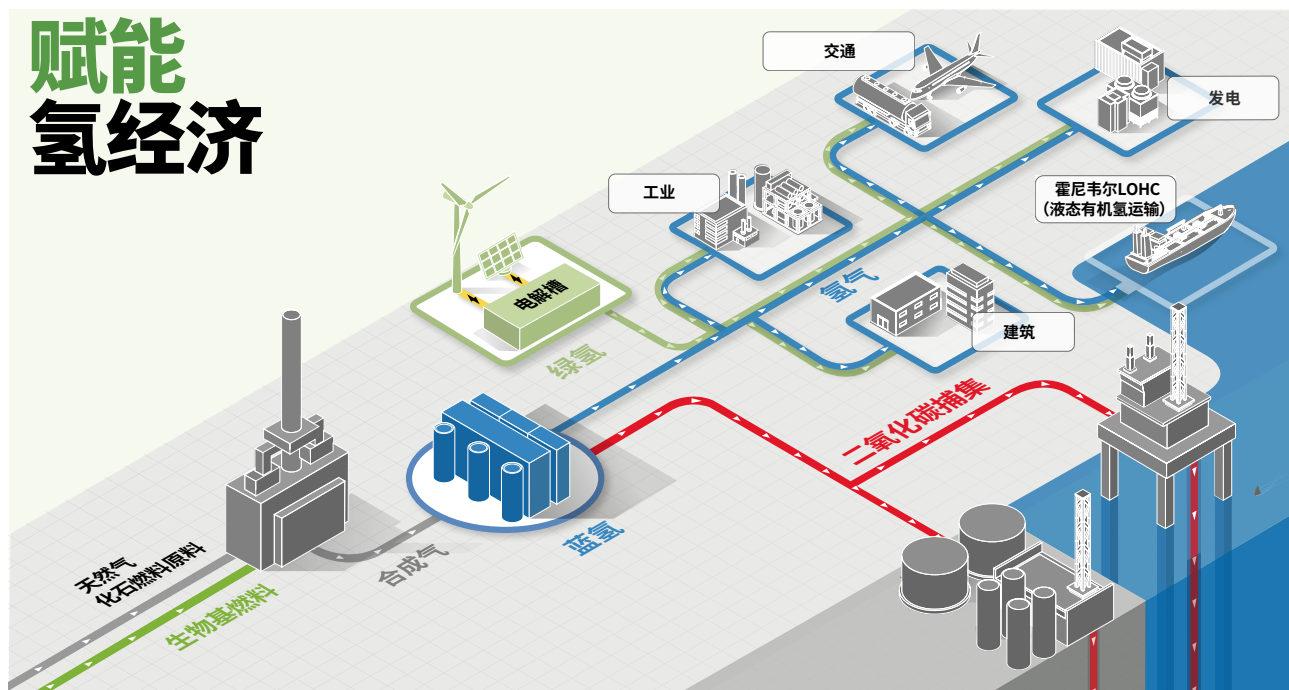 赋能
氢经济
交通
发电
工业
霍尼韦尔LOHC
（液态有机氢运输）
电解槽
氢气
建筑
绿氢
二氧化碳捕集
蓝氢
合成气
天然气
化石燃料原料
生物基燃料